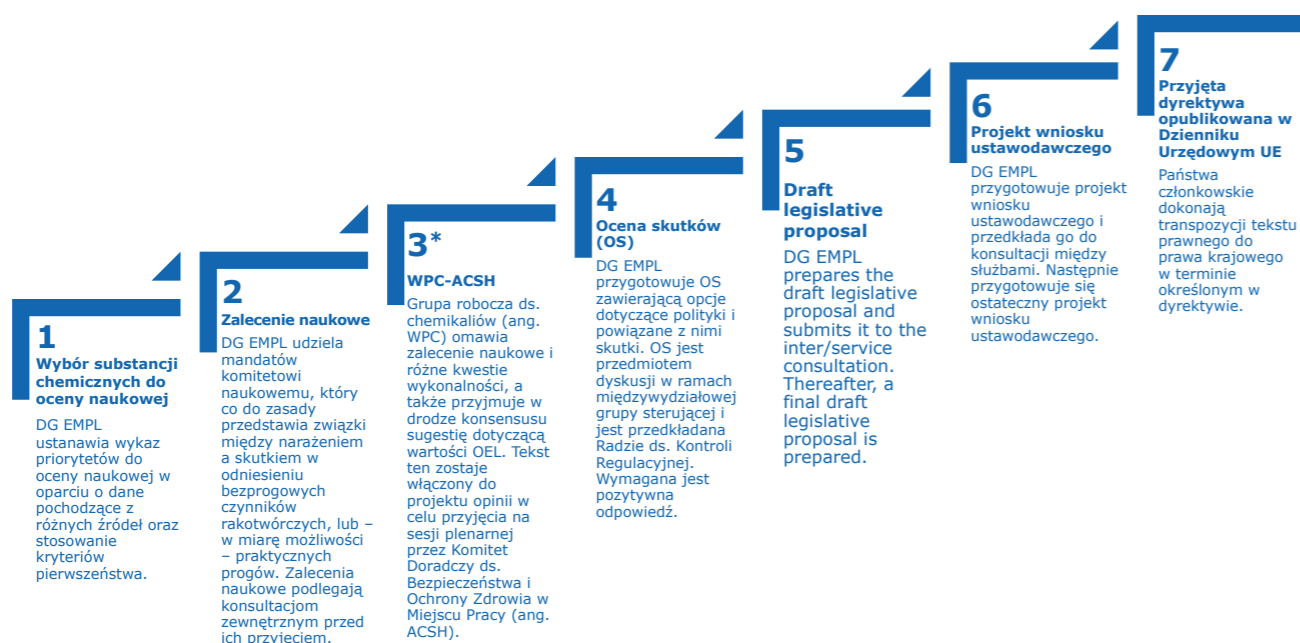 1
Wybór substancji
chemicznych do
oceny naukowej
DG EMPL
ustanawia wykaz
priorytetów do
oceny naukowej w
oparciu o dane
pochodzące z
różnych źródeł oraz
stosowanie
kryteriów
pierwszeństwa.
2
Zalecenie naukowe
DG EMPL udziela
mandatów
komitetowi
naukowemu, który
co do zasady
przedstawia związki
między narażeniem
a skutkiem w
odniesieniu
bezprogowych
czynników
rakotwórczych, lub –
w miarę możliwości
– praktycznych
progów. Zalecenia
naukowe podlegają
konsultacjom
zewnętrznym przed
ich przyjęciem.
3*
WPC-ACSH
Grupa robocza ds.
chemikaliów (ang.
WPC) omawia
zalecenie naukowe i
różne kwestie
wykonalności, a
także przyjmuje w
drodze konsensusu
sugestię dotyczącą
wartości OEL. Tekst
ten zostaje
włączony do
projektu opinii w
celu przyjęcia na
sesji plenarnej
przez Komitet
Doradczy ds.
Bezpieczeństwa i
Ochrony Zdrowia w
Miejscu Pracy (ang.
ACSH).
4
Ocena skutków
(OS)
DG EMPL
przygotowuje OS
zawierającą opcje
dotyczące polityki i
powiązane z nimi
skutki. OS jest
przedmiotem
dyskusji w ramach
międzywydziałowej
grupy sterującej i
jest przedkładana
Radzie ds. Kontroli
Regulacyjnej.
Wymagana jest
pozytywna
odpowiedź.
5
Draft
legislative
proposal
DG EMPL
prepares the
draft legislative
proposal and
submits it to the
inter/service
consultation.
Thereafter, a
final draft
legislative
proposal is
prepared.
6
Projekt wniosku
ustawodawczego
DG EMPL
przygotowuje projekt
wniosku
ustawodawczego i
przedkłada go do
konsultacji między
służbami. Następnie
przygotowuje się
ostateczny projekt
wniosku
ustawodawczego.
7
Przyjęta
dyrektywa
opublikowana w
Dzienniku
Urzędowym UE
Państwa
członkowskie
dokonają
transpozycji tekstu
prawnego do
prawa krajowego
w terminie
określonym w
dyrektywie.